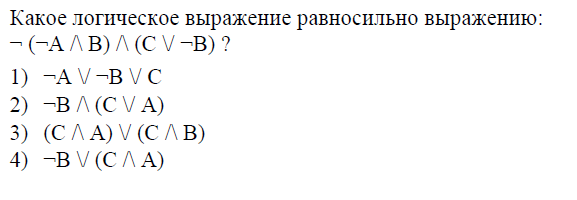 Какое логическое выражение равносильно выражению:
¬ (¬A /\ B) /\ (C \/ ¬B) ?
1) ¬A \/ ¬B \/ C
2) ¬B /\ (C \/ A)
3) (C /\ A) \/ (C /\ B)
4) ¬B \/ (C /\ A)